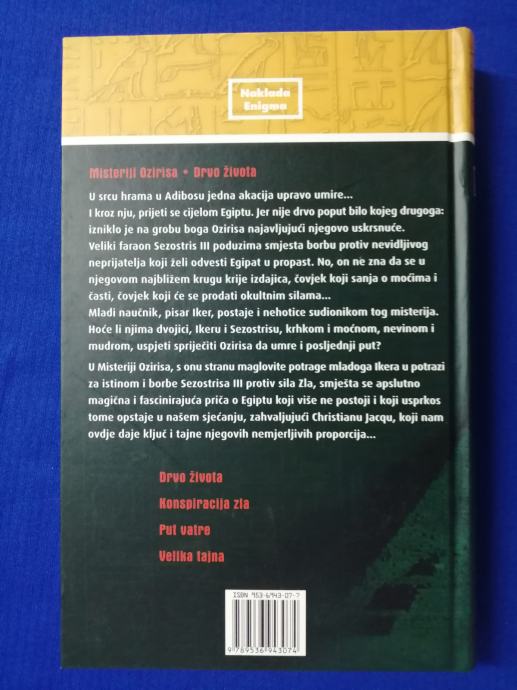 Naklada
Enigma
Misteriji Ozirisa • Drvo života
U srcu hrama u Adibosu jedna akacija upravo umire...
I kroz nju, prijeti se cijelom Egiptu. Jer nije drvo poput bilo kojeg drugoga:
izniklo je na grobu boga Ozirisa najavljujući njegovo uskrsnuće.
Veliki faraon Sezostris III poduzima smjesta borbu protiv nevidljivog
neprijatelja koji želi odvesti Egipat u propast. No, on ne zna da se u
njegovom najbližem krugu krije izdajica, čovjek koji sanja o moćima i
časti, čovjek koji će se prodati okultnim silama...
Mladi naučnik, pisar Iker, postaje i nehotice sudionikom tog misterija.
Hoće li njima dvojici, Ikeru i Sezostrisu, krhkom i moćnom, nevinom i
mudrom, uspjeti spriječiti Ozirisa da umre i posljednji put?
U Misteriji Ozirisa, s onu stranu maglovite potrage mladoga Ikera u potrazi
za istinom i borbe Sezostrisa III protiv sila Zla, smješta se apslutno
magična i fascinirajuća priča o Egiptu koji više ne postoji i koji usprkos
tome opstaje u našem sjećanju, zahvaljujući Christianu Jacqu, koji nam
ovdje daje ključ i tajne njegovih nemjerljivih proporcija...
Drvo života
Konspiracija zla
Put vatre
Velika tajna
ISBN 953-6943-07-7
9 789536 943074